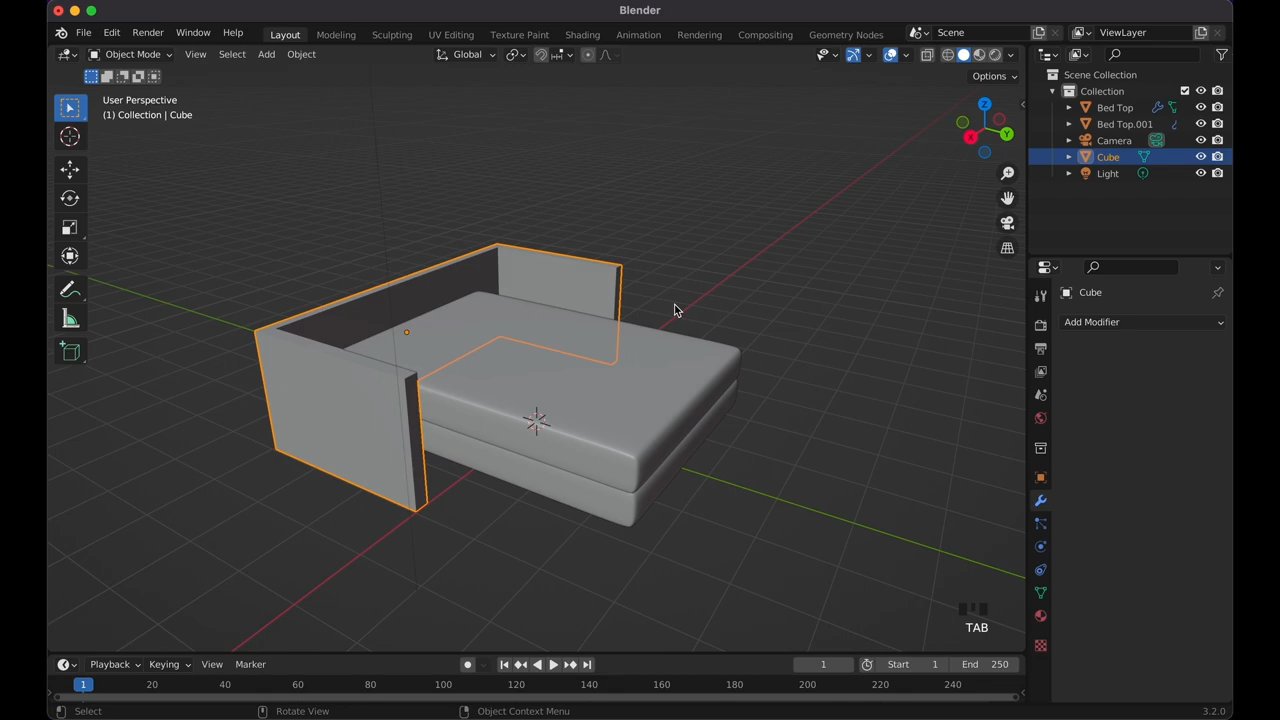 Blender
File Edit Render Window Help Layout Modeling Sculpting UV Editing Texture Paint Shading Animation Rendering Compositing Geometry Nodes Scene ViewLayer
Object Mode View Select Add Object Global
Options
User Perspective
(1) Collection | Cube
Z
Y
X
Scene Collection
Collection
Bed Top
Bed Top.001
Camera
Cube
Light
Cube
Add Modifier
TAB
Playback Keying View Marker 1 Start 1 End 250
1 20 40 60 80 100 120 140 160 180 200 220 240
Select Rotate View Object Context Menu 3.2.0